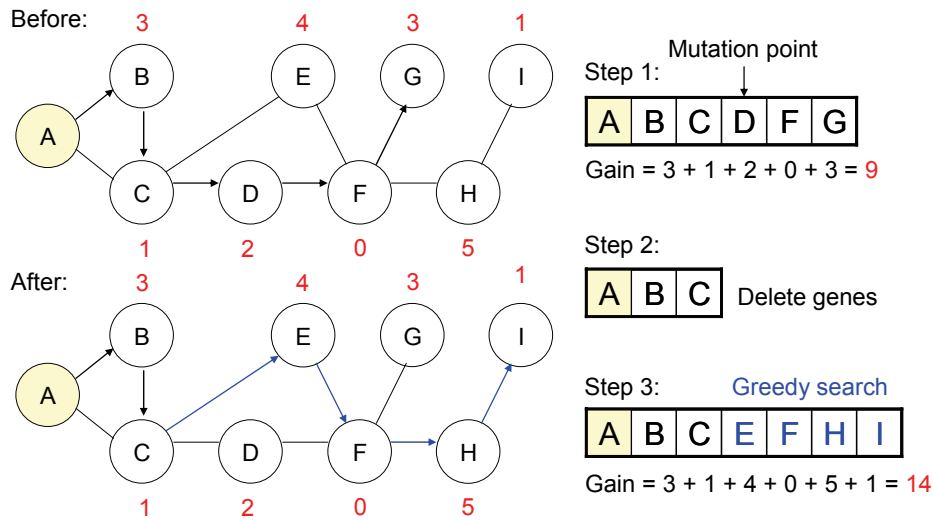 Before:
3 4 3 1
B E G I
A
C D F H
1 2 0 5
After:
3 4 3 1
B E G I
A
C D F H
1 2 0 5
Mutation point
Step 1:
A B C D F G
Gain = 3 + 1 + 2 + 0 + 3 = 9
Step 2:
A B C Delete genes
Step 3: Greedy search
A B C E F H I
Gain = 3 + 1 + 4 + 0 + 5 + 1 = 14